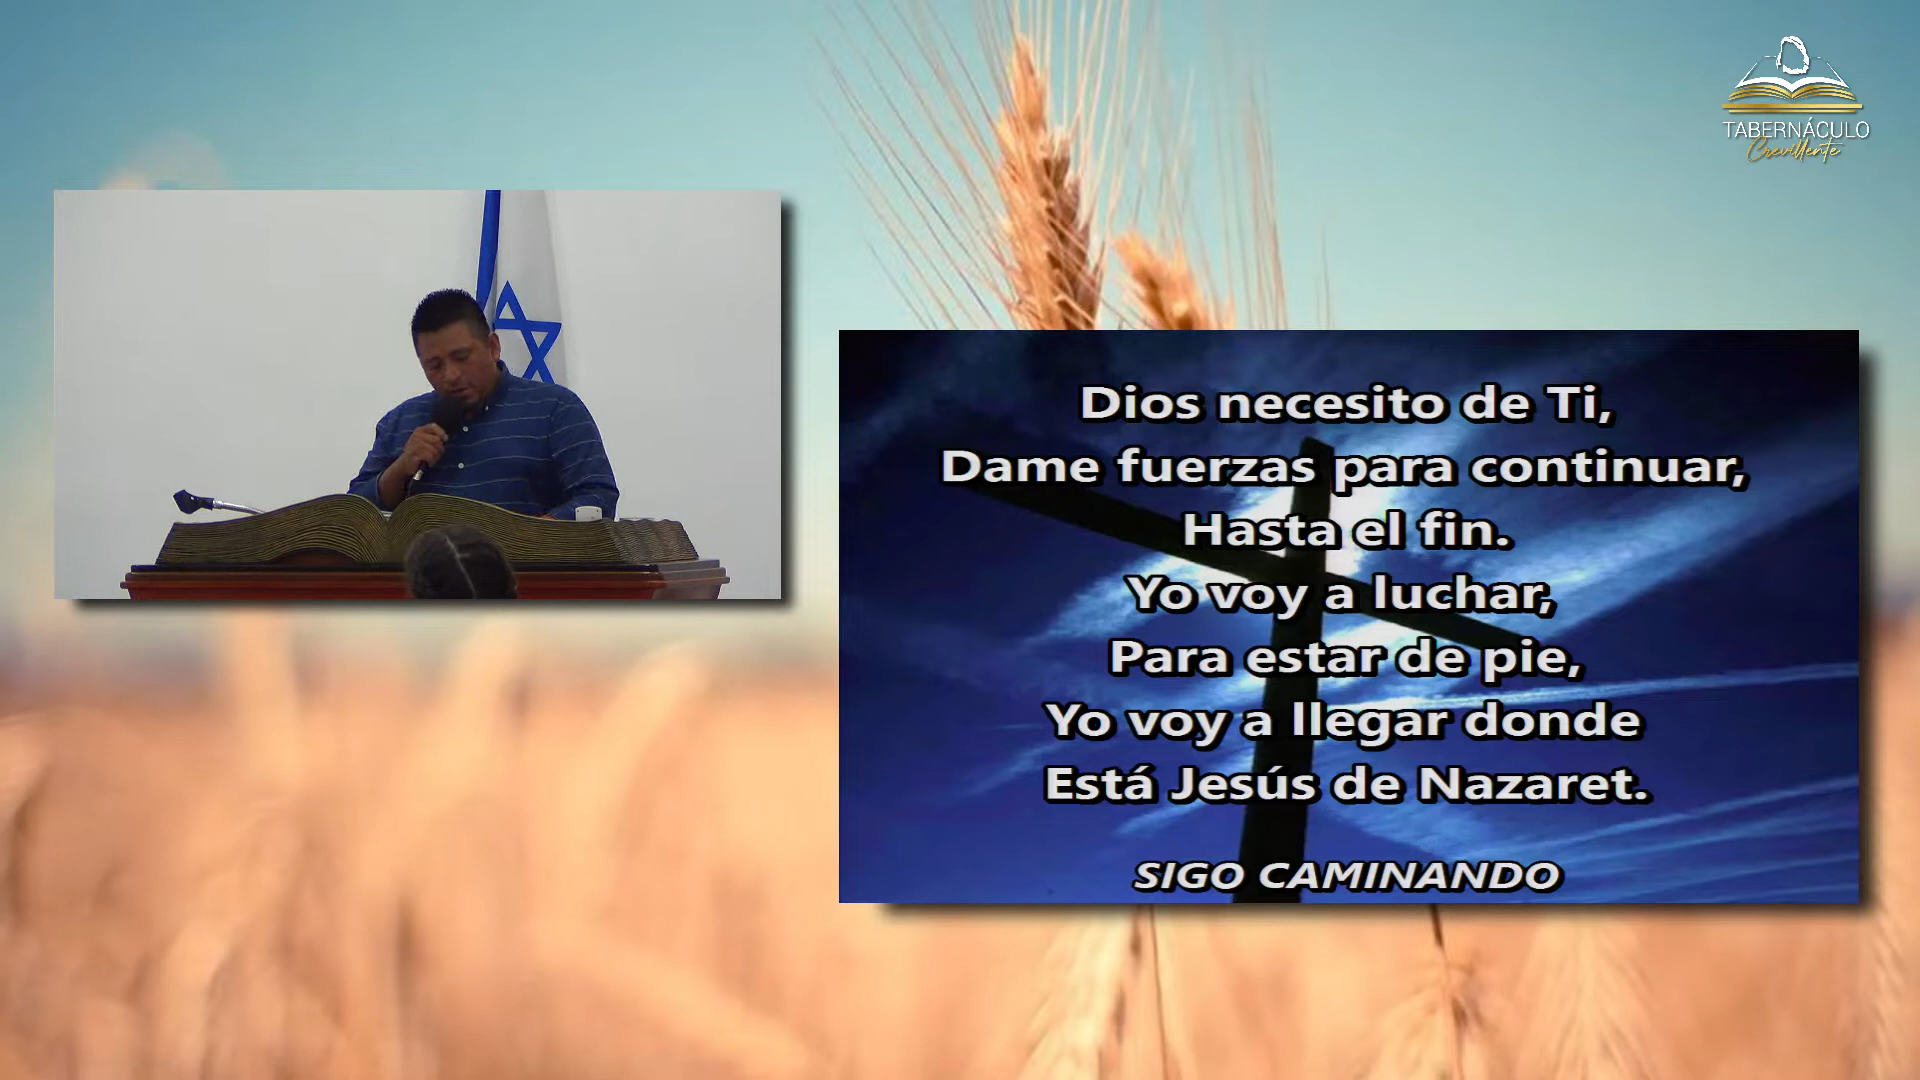 TABERNÁCULO
Crevillente
Dios necesito de Ti,
Dame fuerzas para continuar,
Hasta el fin.
Yo voy a luchar,
Para estar de pie,
Yo voy a llegar donde
Está Jesús de Nazaret.
SIGO CAMINANDO